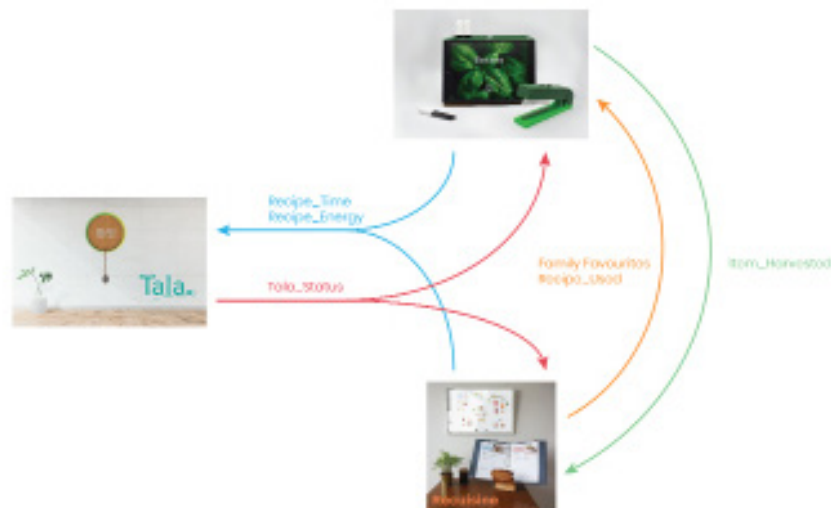 Recipe_Time
Recipe_Energy
Tala
Tala_Status
Family Favourites
Recipe_Used
Item_Harvested